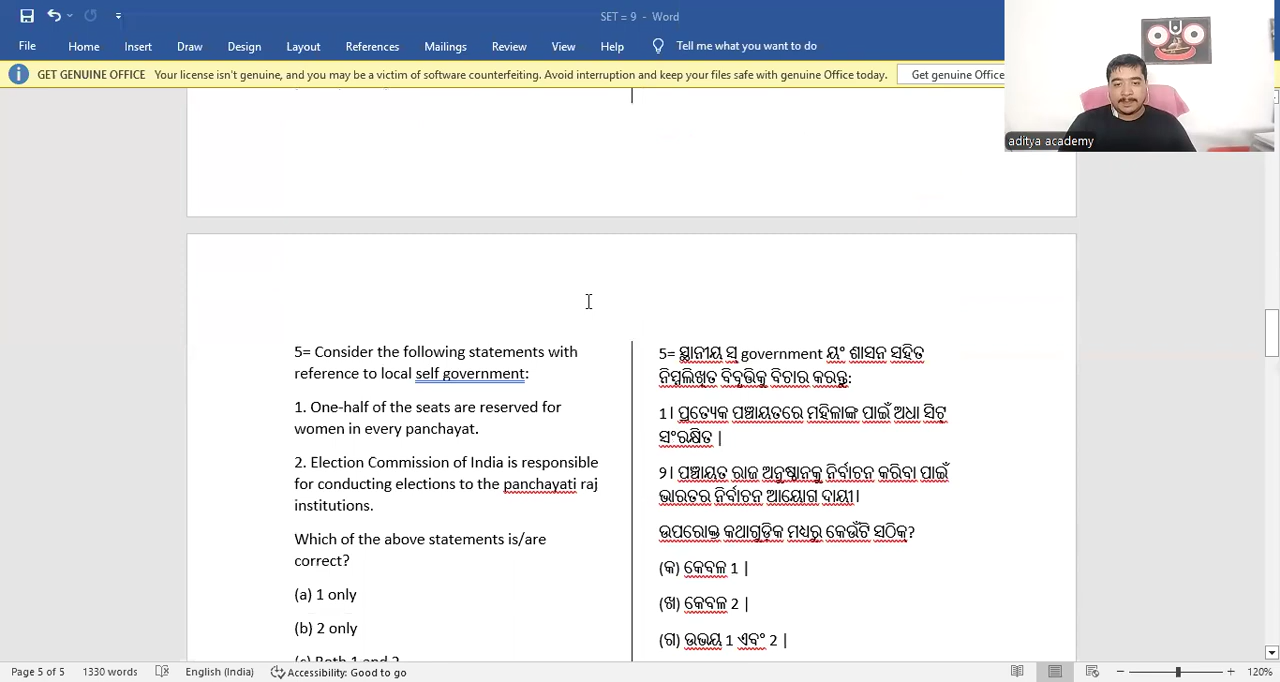 SET = 9 - Word
File Home Insert Draw Design Layout References Mailings Review View Help Tell me what you want to do
GET GENUINE OFFICE Your license isn't genuine, and you may be a victim of software counterfeiting. Avoid interruption and keep your files safe with genuine Office today. Get genuine Office
aditya academy
5= Consider the following statements with
reference to local self government:
1. One-half of the seats are reserved for
women in every panchayat.
2. Election Commission of India is responsible
for conducting elections to the panchayati raj
institutions.
Which of the above statements is/are
correct?
(a) 1 only
(b) 2 only
(c) Both 1 and 2
5= ସ୍ଥାନୀୟ ସ୍ government ୟଂ ଶାସନ ସହିତ
ନିମ୍ନଲିଖିତ ବିବୃତ୍ତିକୁ ବିଚାର କରନ୍ତୁ:
1। ପ୍ରତ୍ୟେକ ପଞ୍ଚାୟତରେ ମହିଳାଙ୍କ ପାଇଁ ଅଧା ସିଟ୍
ସଂରକ୍ଷିତ |
୨। ପଞ୍ଚାୟତ ରାଜ ଅନୁଷ୍ଠାନକୁ ନିର୍ବାଚନ କରିବା ପାଇଁ
ଭାରତର ନିର୍ବାଚନ ଆୟୋଗ ଦାୟୀ।
ଉପରୋକ୍ତ କଥାଗୁଡ଼ିକ ମଧ୍ୟରୁ କେଉଁଟି ସଠିକ୍?
(କ) କେବଳ 1 |
(ଖ) କେବଳ 2 |
(ଗ) ଉଭୟ 1 ଏବଂ 2 |
Page 5 of 5 1330 words English (India) Accessibility: Good to go 120%